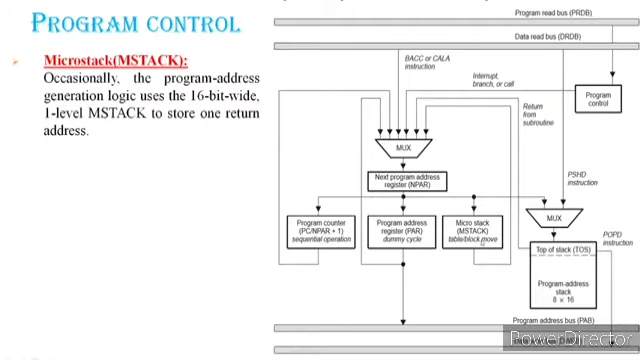 PROGRAM CONTROL
Microstack(MSTACK):
Occasionally, the program-address
generation logic uses the 16-bit-wide,
1-level MSTACK to store one return
address.
Program read bus (PRDB)
Data read bus (DRDB)
BACC or CALA
instruction
Interrupt,
branch, or call
Program
control
Return
from
subroutine
MUX
Next program address
register (NPAR)
PSHD
instruction
Program counter
(PC/NPAR + 1)
sequential operation
Program address
register (PAR)
dummy cycle
Micro stack
(MSTACK)
table/block move
MUX
POPD
instruction
Top of stack (TOS)
Program-address
stack
8 × 16
Program address bus (PAB)
PowerDirector